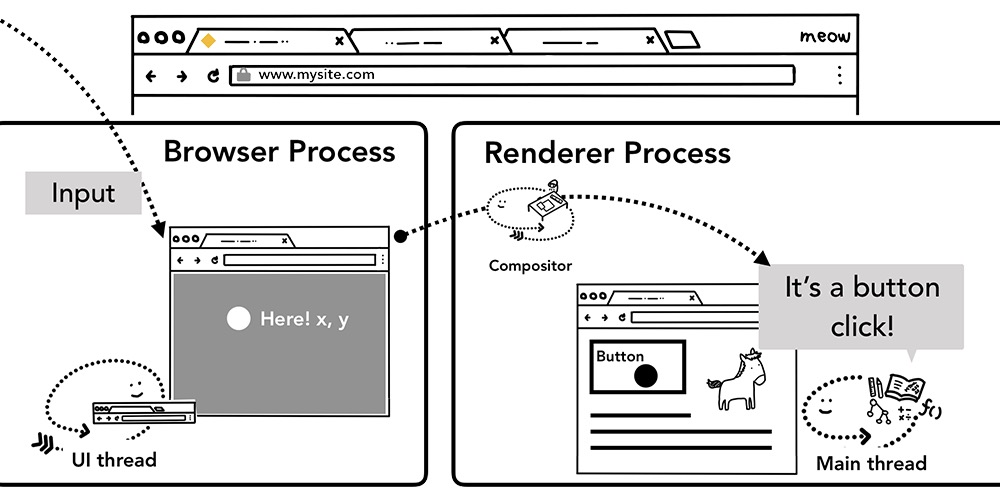 meow
www.mysite.com
Browser Process
Input
Here! x, y
UI thread
Renderer Process
Compositor
It's a button
click!
Button
f()
Main thread